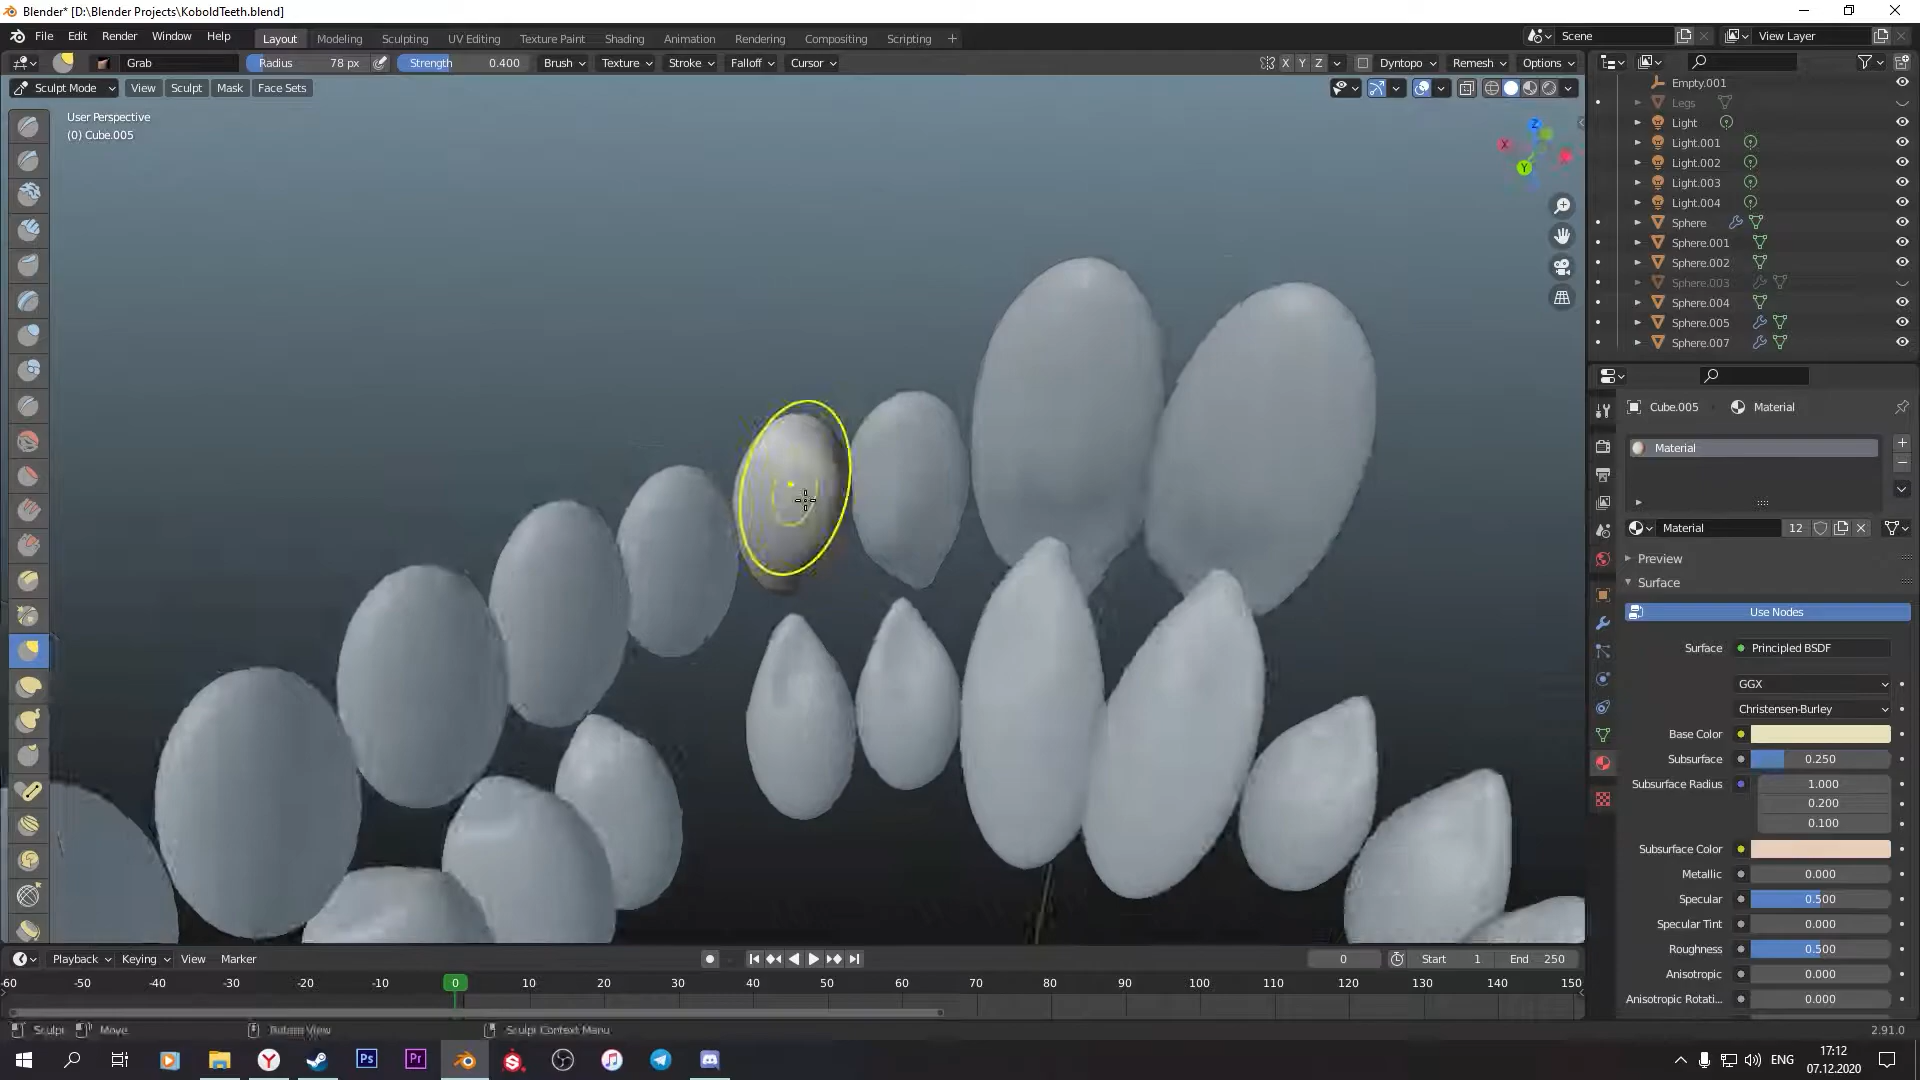 Blender* [D:\Blender Projects\KoboldTeeth.blend]
File Edit Render Window Help
Layout Modeling Sculpting UV Editing Texture Paint Shading Animation Rendering Compositing Scripting
Scene
View Layer
Grab
Radius 78 px
Strength 0.400
Brush Texture Stroke Falloff Cursor
X Y Z
Dyntopo Remesh Options
Sculpt Mode View Sculpt Mask Face Sets
User Perspective
(0) Cube.005
Z
X
Y
Empty.001
Legs
Light
Light.001
Light.002
Light.003
Light.004
Sphere
Sphere.001
Sphere.002
Sphere.003
Sphere.004
Sphere.005
Sphere.007
Cube.005 Material
Material
Material 12
Preview
Surface
Use Nodes
Surface Principled BSDF
GGX
Christensen-Burley
Base Color
Subsurface 0.250
Subsurface Radius 1.000
0.200
0.100
Subsurface Color
Metallic 0.000
Specular 0.500
Specular Tint 0.000
Roughness 0.500
Anisotropic 0.000
Anisotropic Rotati... 0.000
Playback Keying View Marker
0 Start 1 End 250
-60 -50 -40 -30 -20 -10 0 10 20 30 40 50 60 70 80 90 100 110 120 130 140 150
Sculpt Move Rotate View Sculpt Context Menu 2.91.0
Ps Pr
ENG
17:12
07.12.2020